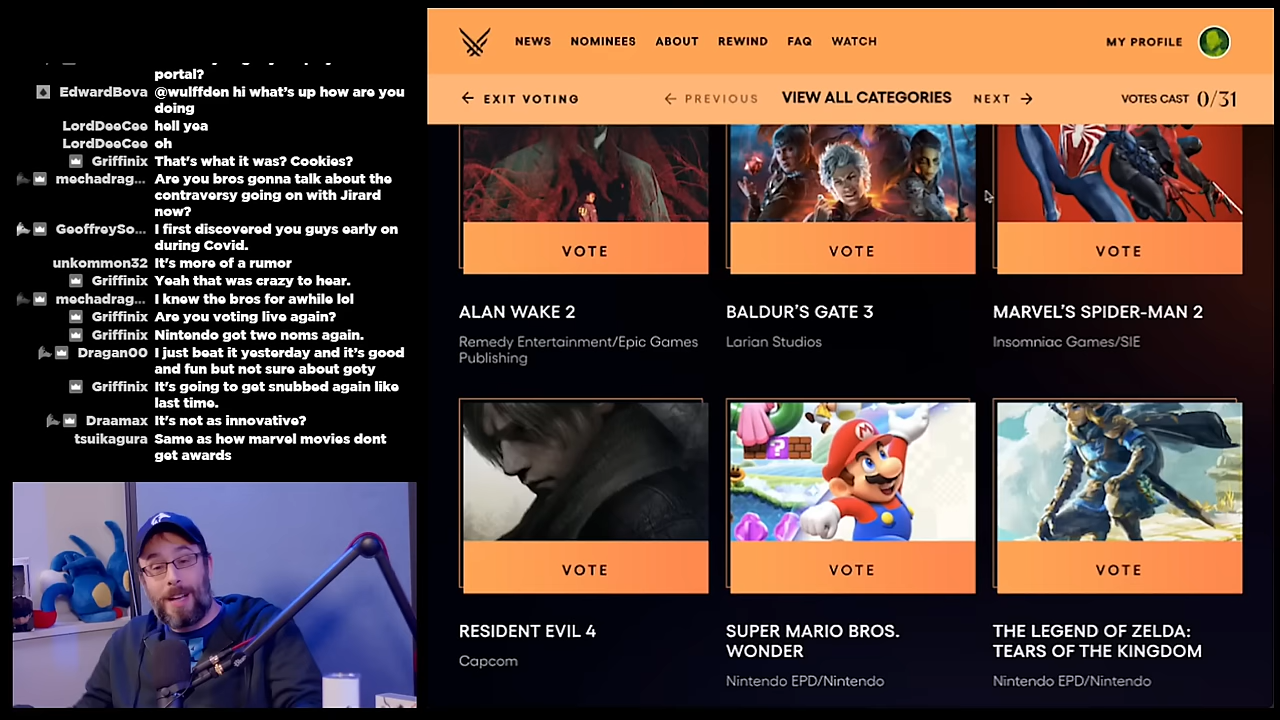 portal?
EdwardBova @wulffden hi what's up how are you
doing
LordDeeCee hell yea
LordDeeCee oh
Griffinix That's what it was? Cookies?
mechadrag... Are you bros gonna talk about the
contraversy going on with Jirard
now?
GeoffreySo... I first discovered you guys early on
during Covid.
unkommon32 It's more of a rumor
Griffinix Yeah that was crazy to hear.
mechadrag... I knew the bros for awhile lol
Griffinix Are you voting live again?
Griffinix Nintendo got two noms again.
Dragan00 I just beat it yesterday and it's good
and fun but not sure about goty
Griffinix It's going to get snubbed again like
last time.
Draamax It's not as innovative?
tsuikagura Same as how marvel movies dont
get awards
NEWS NOMINEES ABOUT REWIND FAQ WATCH MY PROFILE
← EXIT VOTING ← PREVIOUS VIEW ALL CATEGORIES NEXT → VOTES CAST 0/31
VOTE VOTE VOTE
ALAN WAKE 2 BALDUR'S GATE 3 MARVEL'S SPIDER-MAN 2
Remedy Entertainment/Epic Games Larian Studios Insomniac Games/SIE
Publishing
VOTE VOTE VOTE
RESIDENT EVIL 4 SUPER MARIO BROS. THE LEGEND OF ZELDA:
WONDER TEARS OF THE KINGDOM
Capcom
Nintendo EPD/Nintendo Nintendo EPD/Nintendo